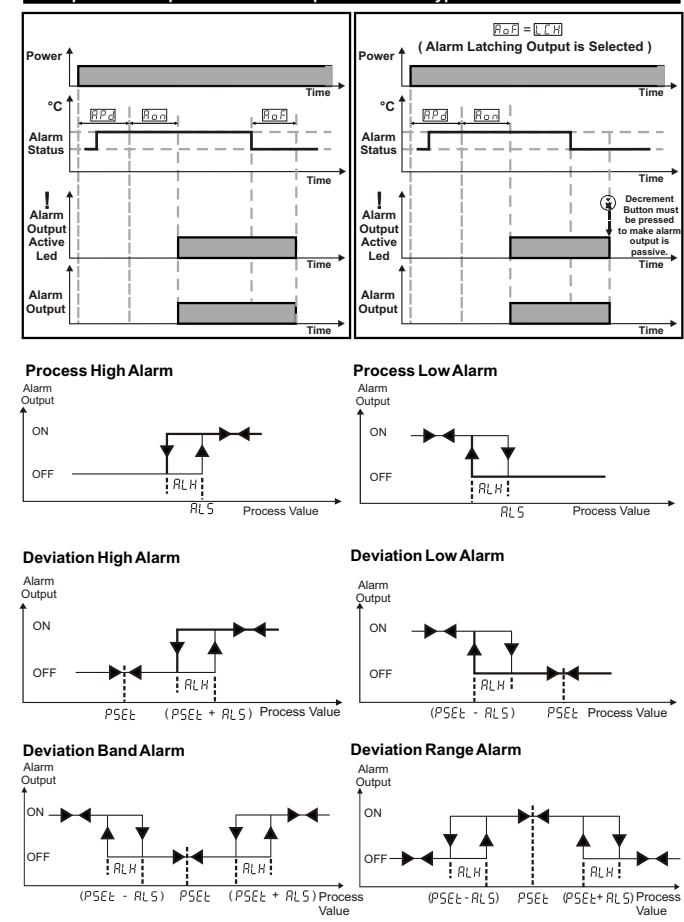 AoF = LCH
( Alarm Latching Output is Selected )
Power
Time
°C
APd
Aon
AoF
Alarm
Status
Time
!
Alarm
Output
Active
Led
Time
Alarm
Output
Time
Power
Time
°C
APd
Aon
Alarm
Status
Time
!
Alarm
Output
Active
Led
Decrement
Button must
be pressed
to make alarm
output is
passive.
Time
Alarm
Output
Time
Process High Alarm
Alarm
Output
ON
OFF
ALH
ALS
Process Value
Process Low Alarm
Alarm
Output
ON
OFF
ALH
ALS
Process Value
Deviation High Alarm
Alarm
Output
ON
OFF
ALH
PSEt
(PSEt + ALS) Process Value
Deviation Low Alarm
Alarm
Output
ON
OFF
ALH
(PSEt - ALS)
PSEt Process Value
Deviation Band Alarm
Alarm
Output
ON
OFF
ALH
ALH
(PSEt - ALS)
PSEt
(PSEt + ALS) Process
Value
Deviation Range Alarm
Alarm
Output
ON
OFF
ALH
ALH
(PSEt - ALS)
PSEt
(PSEt + ALS) Process
Value